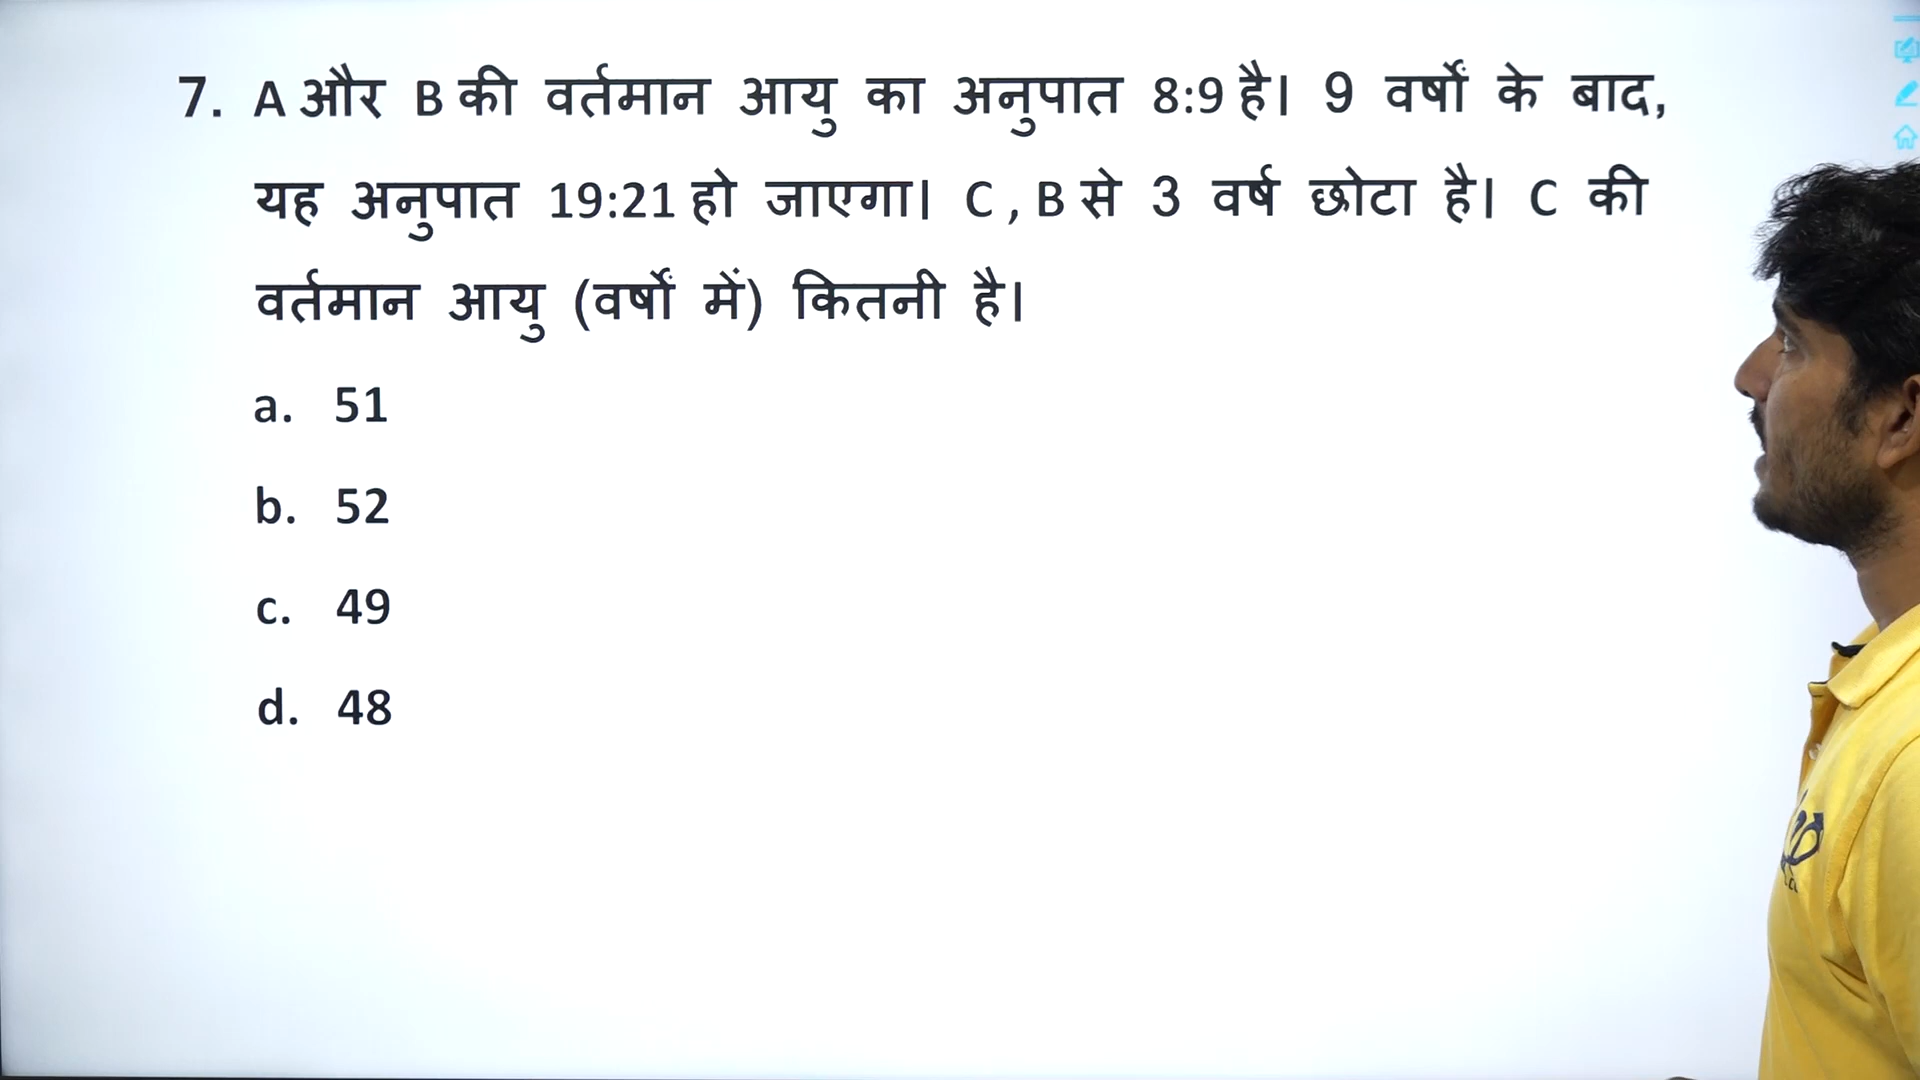 7. A और B की वर्तमान आयु का अनुपात 8:9 है। 9 वर्षों के बाद,
यह अनुपात 19:21 हो जाएगा। C , B से 3 वर्ष छोटा है। C की
वर्तमान आयु (वर्षों में) कितनी है।
a. 51
b. 52
c. 49
d. 48